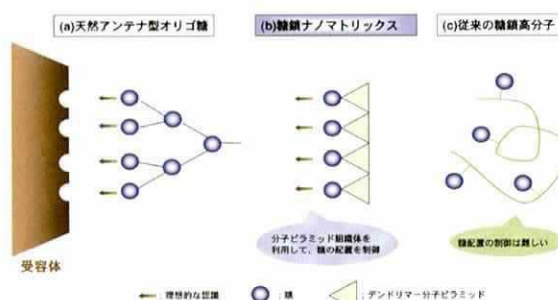 (a)天然アンテナ型オリゴ糖
(b)糖鎖ナノマトリックス
(c)従来の糖鎖高分子
分子ピラミッド組織体を
利用して、糖の配置を制御
糖配置の制御は難しい
受容体
：理想的な認識
：糖
：デンドリマー分子ピラミッド